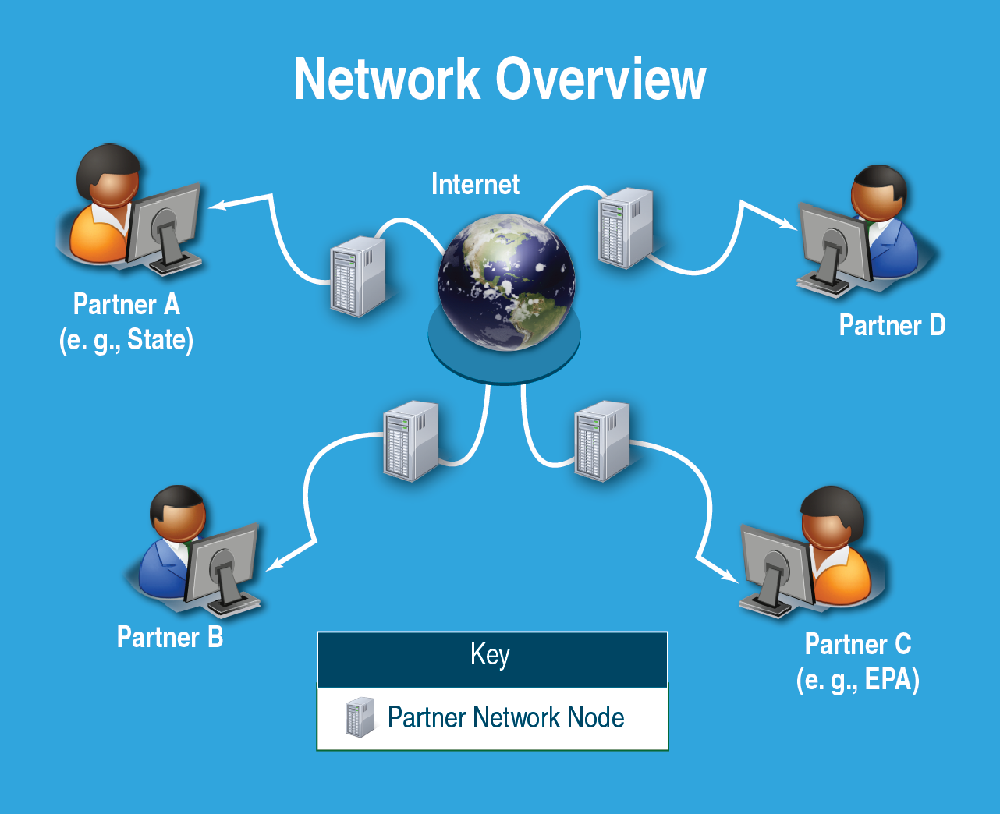 Network Overview
Internet
Partner A
(e. g., State)
Partner D
Partner B
Partner C
(e. g., EPA)
Key
Partner Network Node